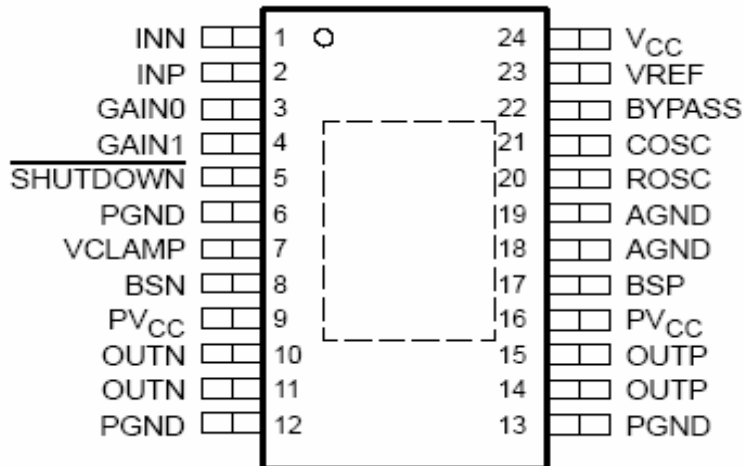 INN 1 24 VCC
INP 2 23 VREF
GAIN0 3 22 BYPASS
GAIN1 4 21 COSC
SHUTDOWN 5 20 ROSC
PGND 6 19 AGND
VCLAMP 7 18 AGND
BSN 8 17 BSP
PVCC 9 16 PVCC
OUTN 10 15 OUTP
OUTN 11 14 OUTP
PGND 12 13 PGND